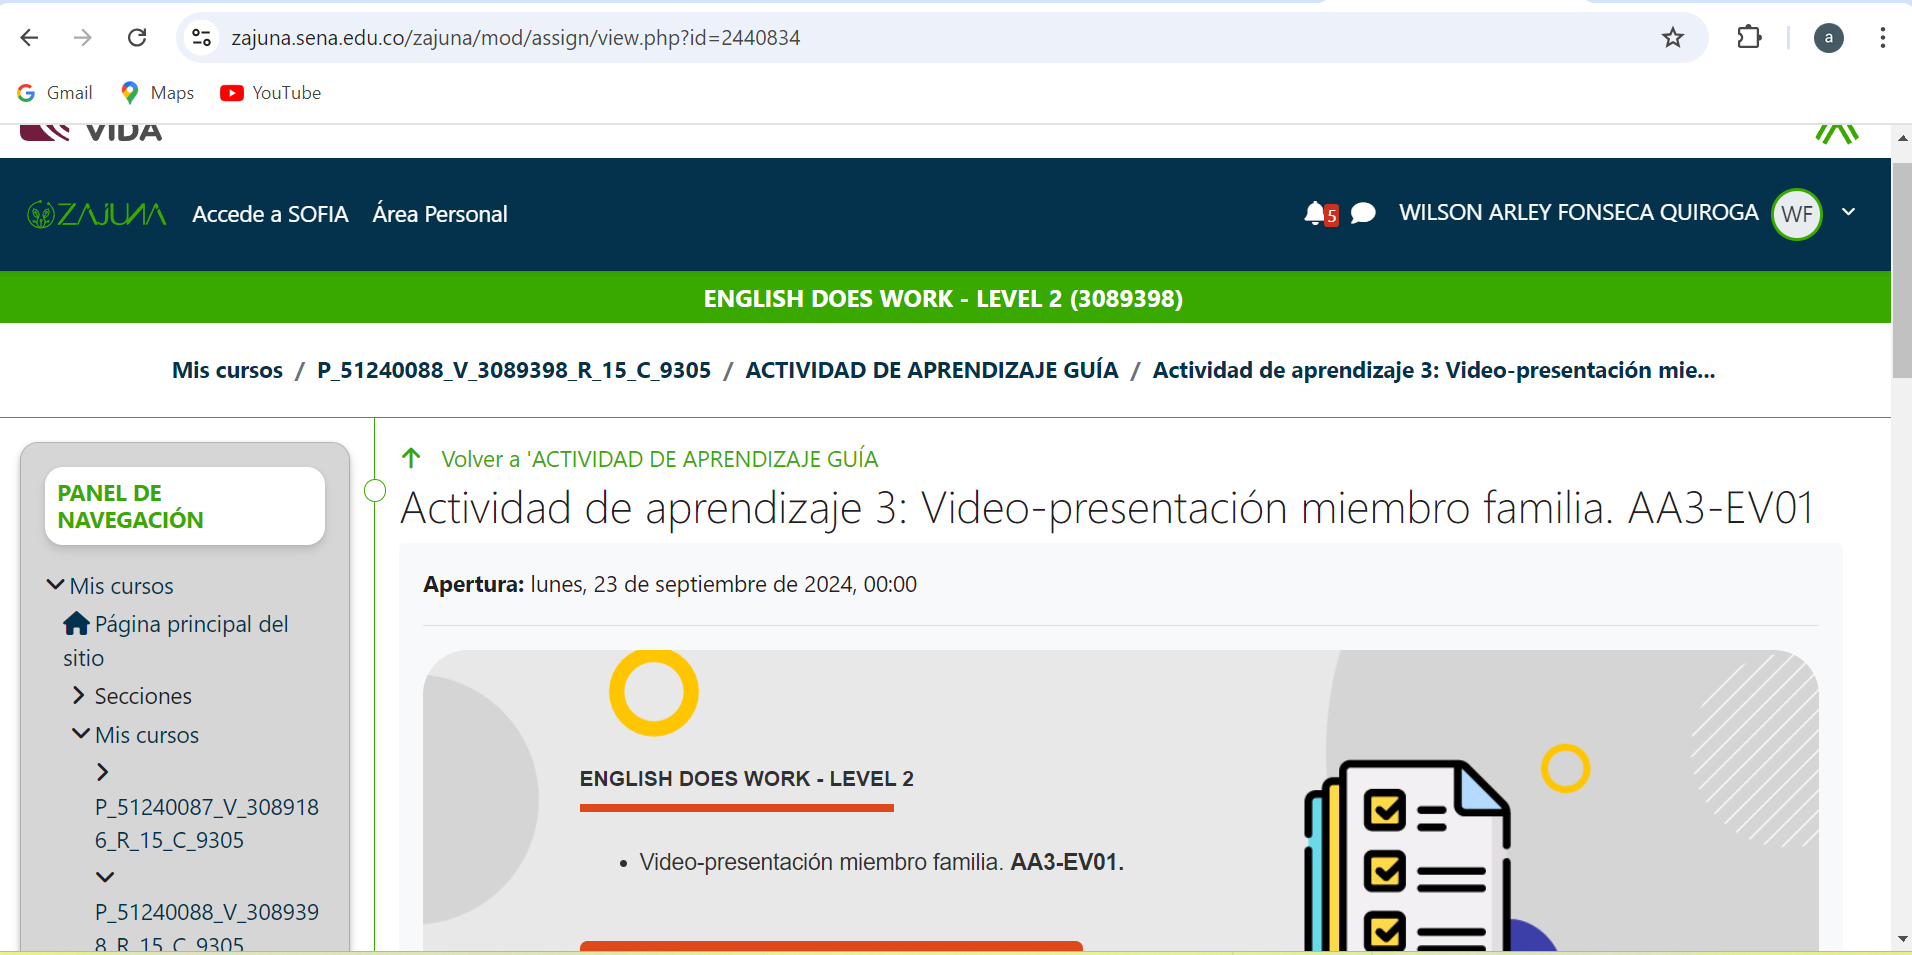 zajuna.sena.edu.co/zajuna/mod/assign/view.php?id=2440834
a
Gmail Maps YouTube
VIDA
ZAJUNA Accede a SOFIA Área Personal 5 WILSON ARLEY FONSECA QUIROGA WF
ENGLISH DOES WORK - LEVEL 2 (3089398)
Mis cursos / P_51240088_V_3089398_R_15_C_9305 / ACTIVIDAD DE APRENDIZAJE GUÍA / Actividad de aprendizaje 3: Video-presentación mie...
PANEL DE
NAVEGACIÓN
Mis cursos
Página principal del
sitio
Secciones
Mis cursos
P_51240087_V_308918
6_R_15_C_9305
P_51240088_V_308939
8_R_15_C_9305
Volver a 'ACTIVIDAD DE APRENDIZAJE GUÍA
Actividad de aprendizaje 3: Video-presentación miembro familia. AA3-EV01
Apertura: lunes, 23 de septiembre de 2024, 00:00
ENGLISH DOES WORK - LEVEL 2
• Video-presentación miembro familia. AA3-EV01.